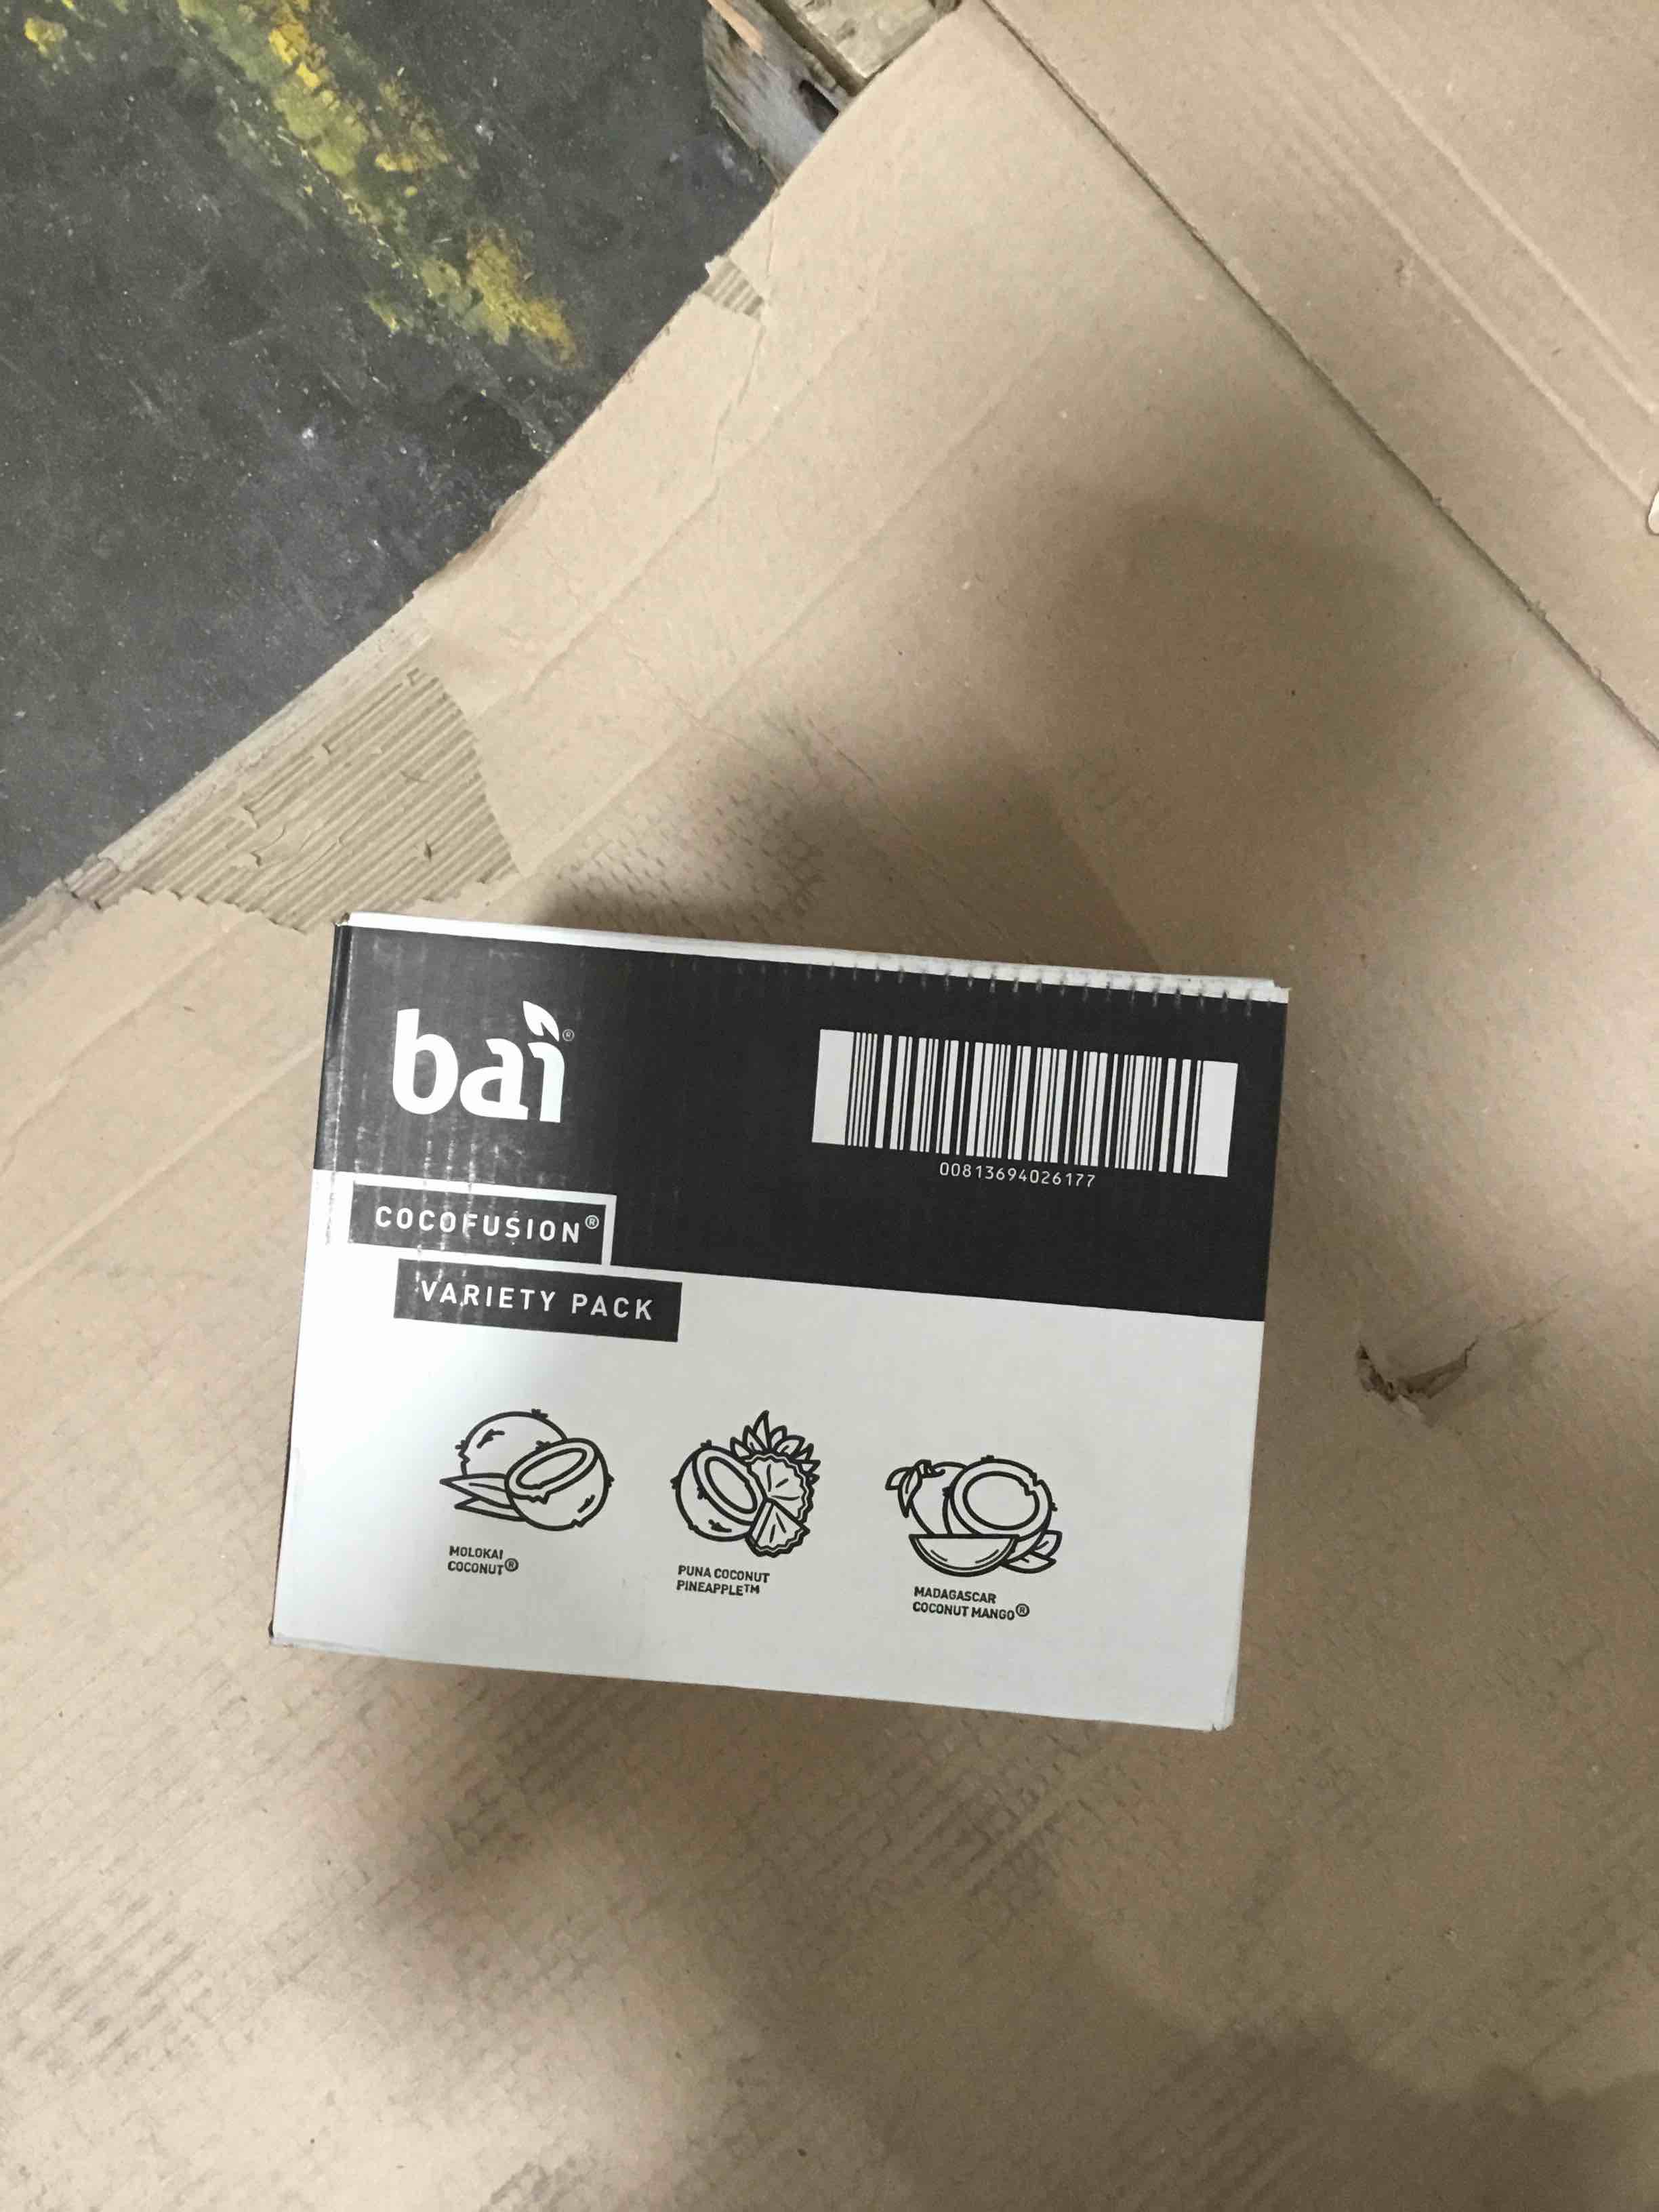 bai®
00813694026177
COCOFUSION®
VARIETY PACK
MOLOKAI
COCONUT®
PUNA COCONUT
PINEAPPLE™
MADAGASCAR
COCONUT MANGO®